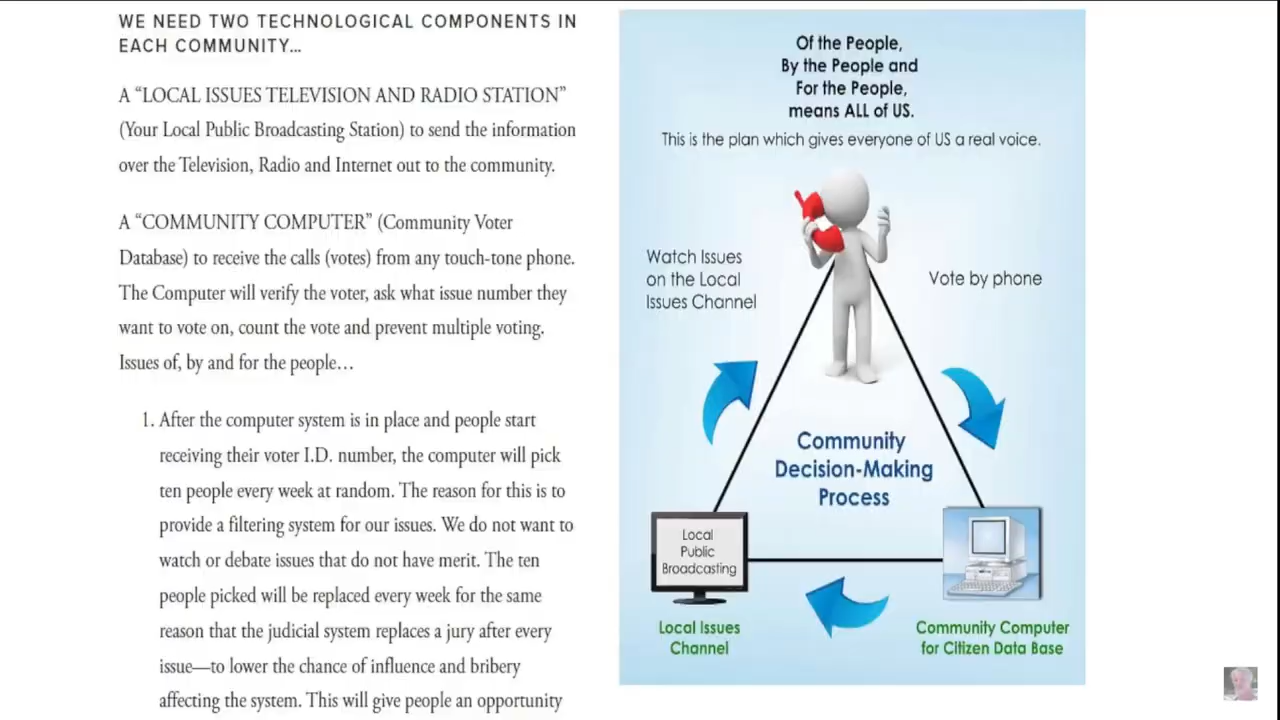 WE NEED TWO TECHNOLOGICAL COMPONENTS IN
EACH COMMUNITY...
A “LOCAL ISSUES TELEVISION AND RADIO STATION”
(Your Local Public Broadcasting Station) to send the information
over the Television, Radio and Internet out to the community.
A “COMMUNITY COMPUTER” (Community Voter
Database) to receive the calls (votes) from any touch-tone phone.
The Computer will verify the voter, ask what issue number they
want to vote on, count the vote and prevent multiple voting.
Issues of, by and for the people…
1. After the computer system is in place and people start
receiving their voter I.D. number, the computer will pick
ten people every week at random. The reason for this is to
provide a filtering system for our issues. We do not want to
watch or debate issues that do not have merit. The ten
people picked will be replaced every week for the same
reason that the judicial system replaces a jury after every
issue—to lower the chance of influence and bribery
affecting the system. This will give people an opportunity
Of the People,
By the People and
For the People,
means ALL of US.
This is the plan which gives everyone of US a real voice.
Watch Issues
on the Local
Issues Channel
Vote by phone
Community
Decision-Making
Process
Local
Public
Broadcasting
Local Issues
Channel
Community Computer
for Citizen Data Base